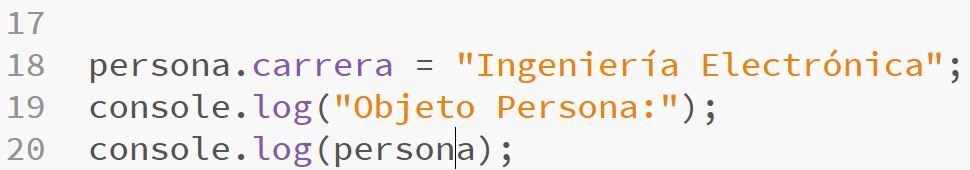 17
18 persona.carrera = "Ingeniería Electrónica";
19 console.log("Objeto Persona:");
20 console.log(persona);